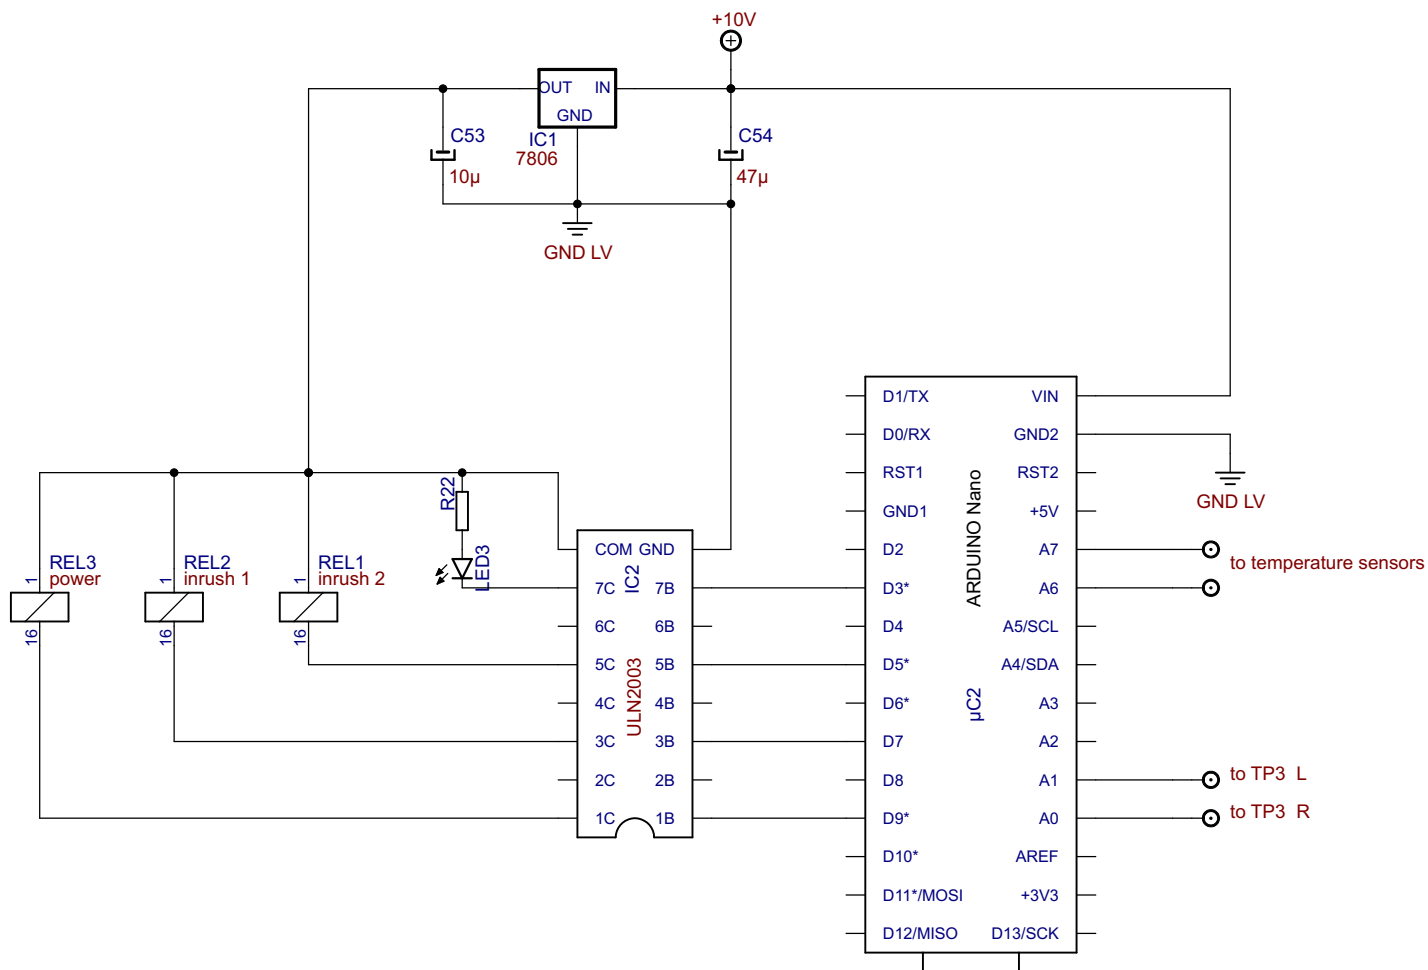 +10V
OUT IN
GND
IC1
7806
C53
10µ
C54
47µ
GND LV
REL3
power
1
16
REL2
inrush 1
1
16
REL1
inrush 2
1
16
R22
LED3
COM GND
7C 7B
6C 6B
5C 5B
4C 4B
3C 3B
2C 2B
1C 1B
IC2
ULN2003
D1/TX VIN
D0/RX GND2
RST1 RST2
GND1 +5V
D2 A7
D3* A6
D4 A5/SCL
D5* A4/SDA
D6* A3
D7 A2
D8 A1
D9* A0
D10* AREF
D11*/MOSI +3V3
D12/MISO D13/SCK
ARDUINO Nano
µC2
GND LV
to temperature sensors
to TP3 L
to TP3 R